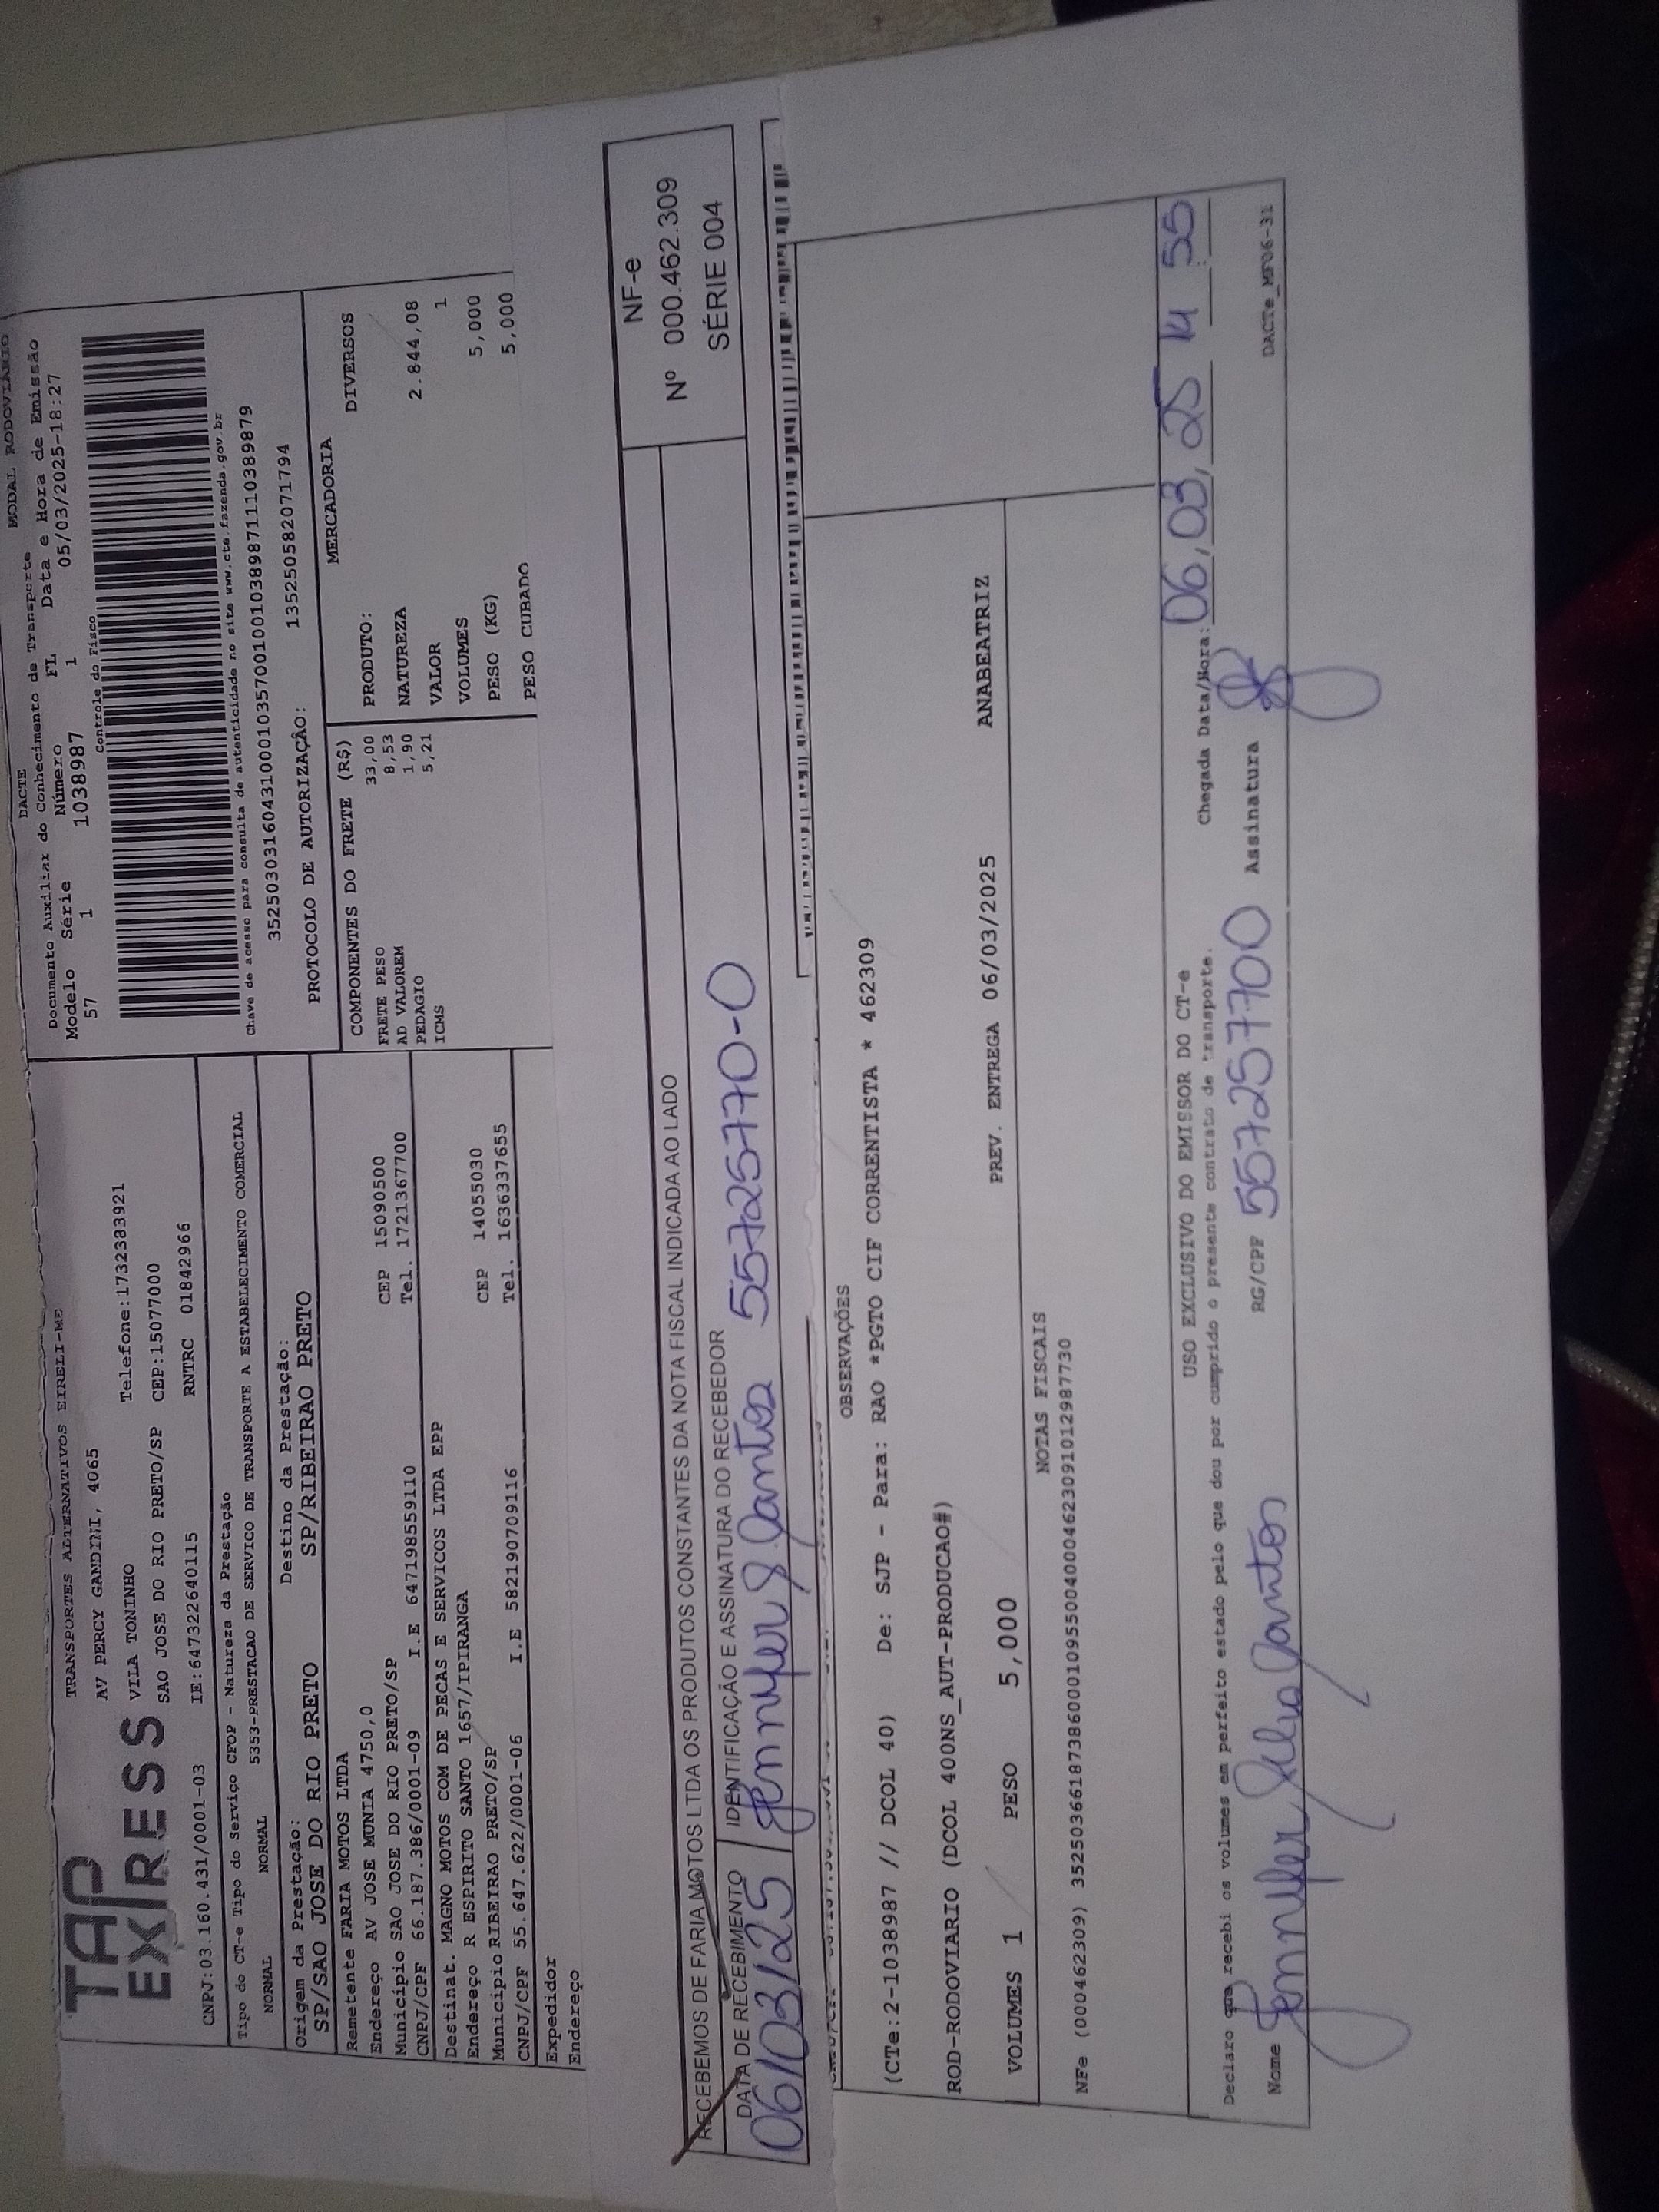 MODAL RODOVIÁRIO
TAP
EXPRESS
TRANSPORTES ALTERNATIVOS EIRELI-ME
AV PERCY GANDINI, 4065
VILA TONINHO Telefone:1732383921
SAO JOSE DO RIO PRETO/SP CEP:15077000
CNPJ:03.160.431/0001-03 IE:647322640115 RNTRC 01842966
DACTE
Documento Auxiliar do Conhecimento de Transporte
Modelo Série Número FL Data e Hora de Emissão
57 1 1038987 1 05/03/2025-18:27
Controle do Fisco
Chave de acesso para consulta de autenticidade no site www.cte.fazenda.gov.br
35250303160431000103570010010389871110389879
PROTOCOLO DE AUTORIZAÇÃO: 135250582071794
Tipo do CT-e Tipo do Serviço CFOP - Natureza da Prestação
NORMAL NORMAL 5353-PRESTACAO DE SERVICO DE TRANSPORTE A ESTABELECIMENTO COMERCIAL
Origem da Prestação: Destino da Prestação:
SP/SAO JOSE DO RIO PRETO SP/RIBEIRAO PRETO
Remetente FARIA MOTOS LTDA
Endereço AV JOSE MUNIA 4750,0
Município SAO JOSE DO RIO PRETO/SP CEP 15090500
CNPJ/CPF 66.187.386/0001-09 I.E 647198559110 Tel. 1721367700
Destinat. MAGNO MOTOS COM DE PECAS E SERVICOS LTDA EPP
Endereço R ESPIRITO SANTO 1657/IPIRANGA
Município RIBEIRAO PRETO/SP CEP 14055030
CNPJ/CPF 55.647.622/0001-06 I.E 582190709116 Tel. 1636337655
Expedidor
Endereço
COMPONENTES DO FRETE (R$)
FRETE PESO 33,00
AD VALOREM 8,53
PEDAGIO 1,90
ICMS 5,21
MERCADORIA
PRODUTO: DIVERSOS
NATUREZA
VALOR 2.844,08
VOLUMES 1
PESO (KG) 5,000
PESO CUBADO 5,000
RECEBEMOS DE FARIA MOTOS LTDA OS PRODUTOS CONSTANTES DA NOTA FISCAL INDICADA AO LADO
DATA DE RECEBIMENTO IDENTIFICAÇÃO E ASSINATURA DO RECEBEDOR
06/03/25 Jennyfer S. Santos 55725770-0
NF-e
Nº 000.462.309
SÉRIE 004
OBSERVAÇÕES
(CTe:2-1038987 // DCOL 40) De: SJP - Para: RAO *PGTO CIF CORRENTISTA * 462309
ROD-RODOVIARIO (DCOL 400NS_AUT-PRODUCAO#)
VOLUMES 1 PESO 5,000 PREV. ENTREGA 06/03/2025 ANABEATRIZ
NOTAS FISCAIS
NFe (000462309) 35250366187386000109550040004623091012987730
USO EXCLUSIVO DO EMISSOR DO CT-e
Declaro que recebi os volumes em perfeito estado pelo que dou por cumprido o presente contrato de transporte. Chegada Data/Hora: 06/03/25 14:55
Nome Jennyfer Silva Santos RG/CPF 557257700 Assinatura
DACTe_MF06-31